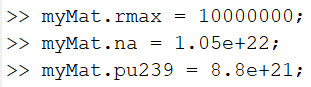 >> myMat.rmax = 10000000;
>> myMat.na = 1.05e+22;
>> myMat.pu239 = 8.8e+21;